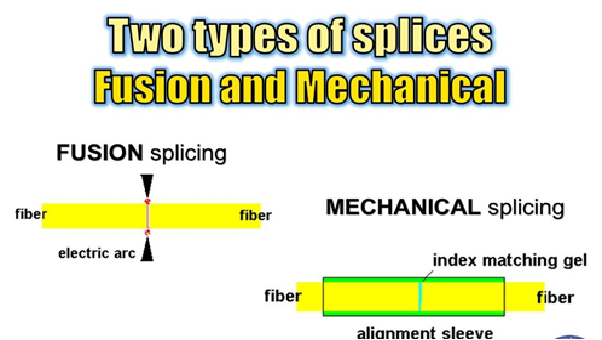 Two types of splices
Fusion and Mechanical
FUSION splicing
fiber
fiber
electric arc
MECHANICAL splicing
index matching gel
fiber
fiber
alignment sleeve